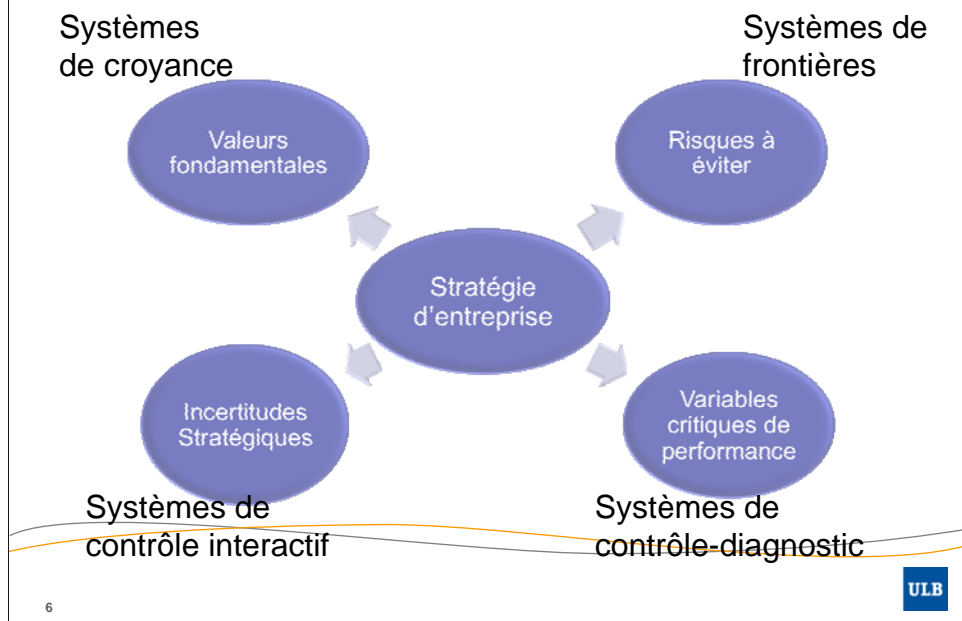 Systèmes
de croyance
Systèmes de
frontières
Valeurs
fondamentales
Risques à
éviter
Stratégie
d'entreprise
Incertitudes
Stratégiques
Variables
critiques de
performance
Systèmes de
contrôle interactif
Systèmes de
contrôle-diagnostic
6
ULB